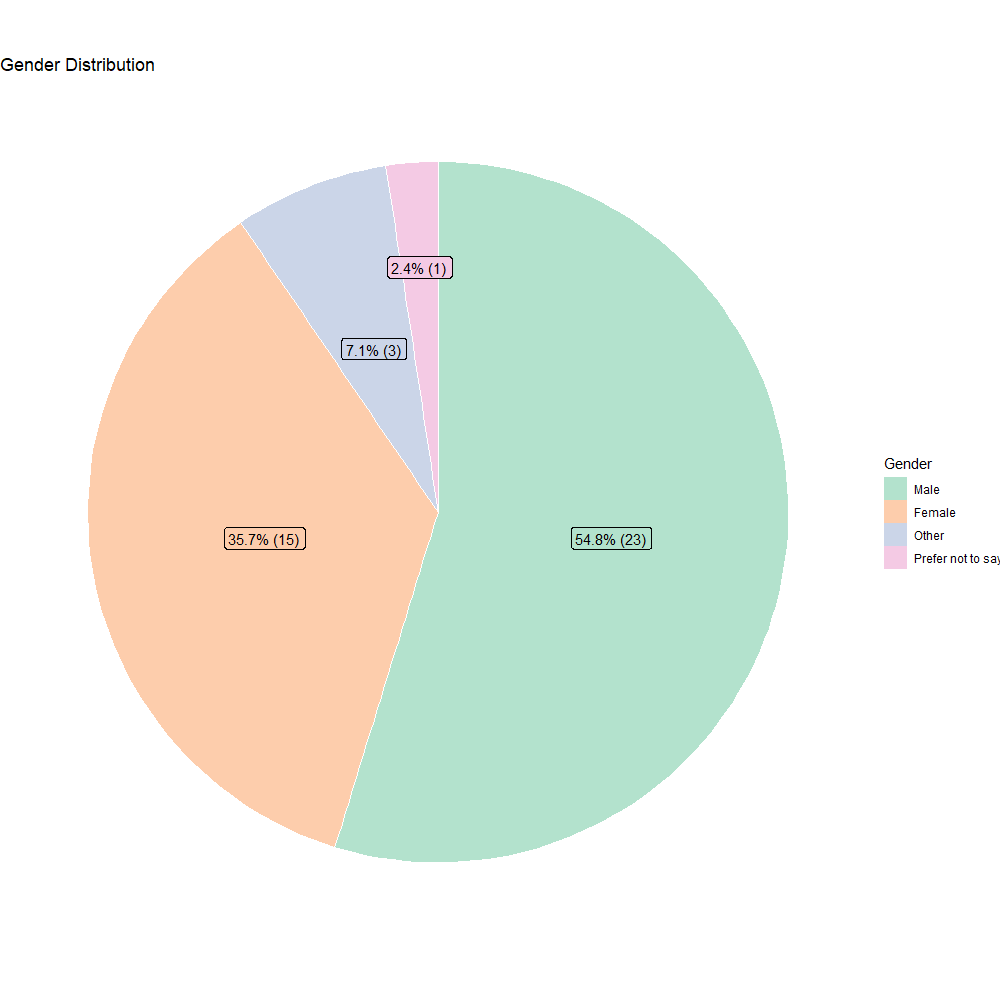 Gender Distribution
2.4% (1)
7.1% (3)
35.7% (15)
54.8% (23)
Gender
Male
Female
Other
Prefer not to say